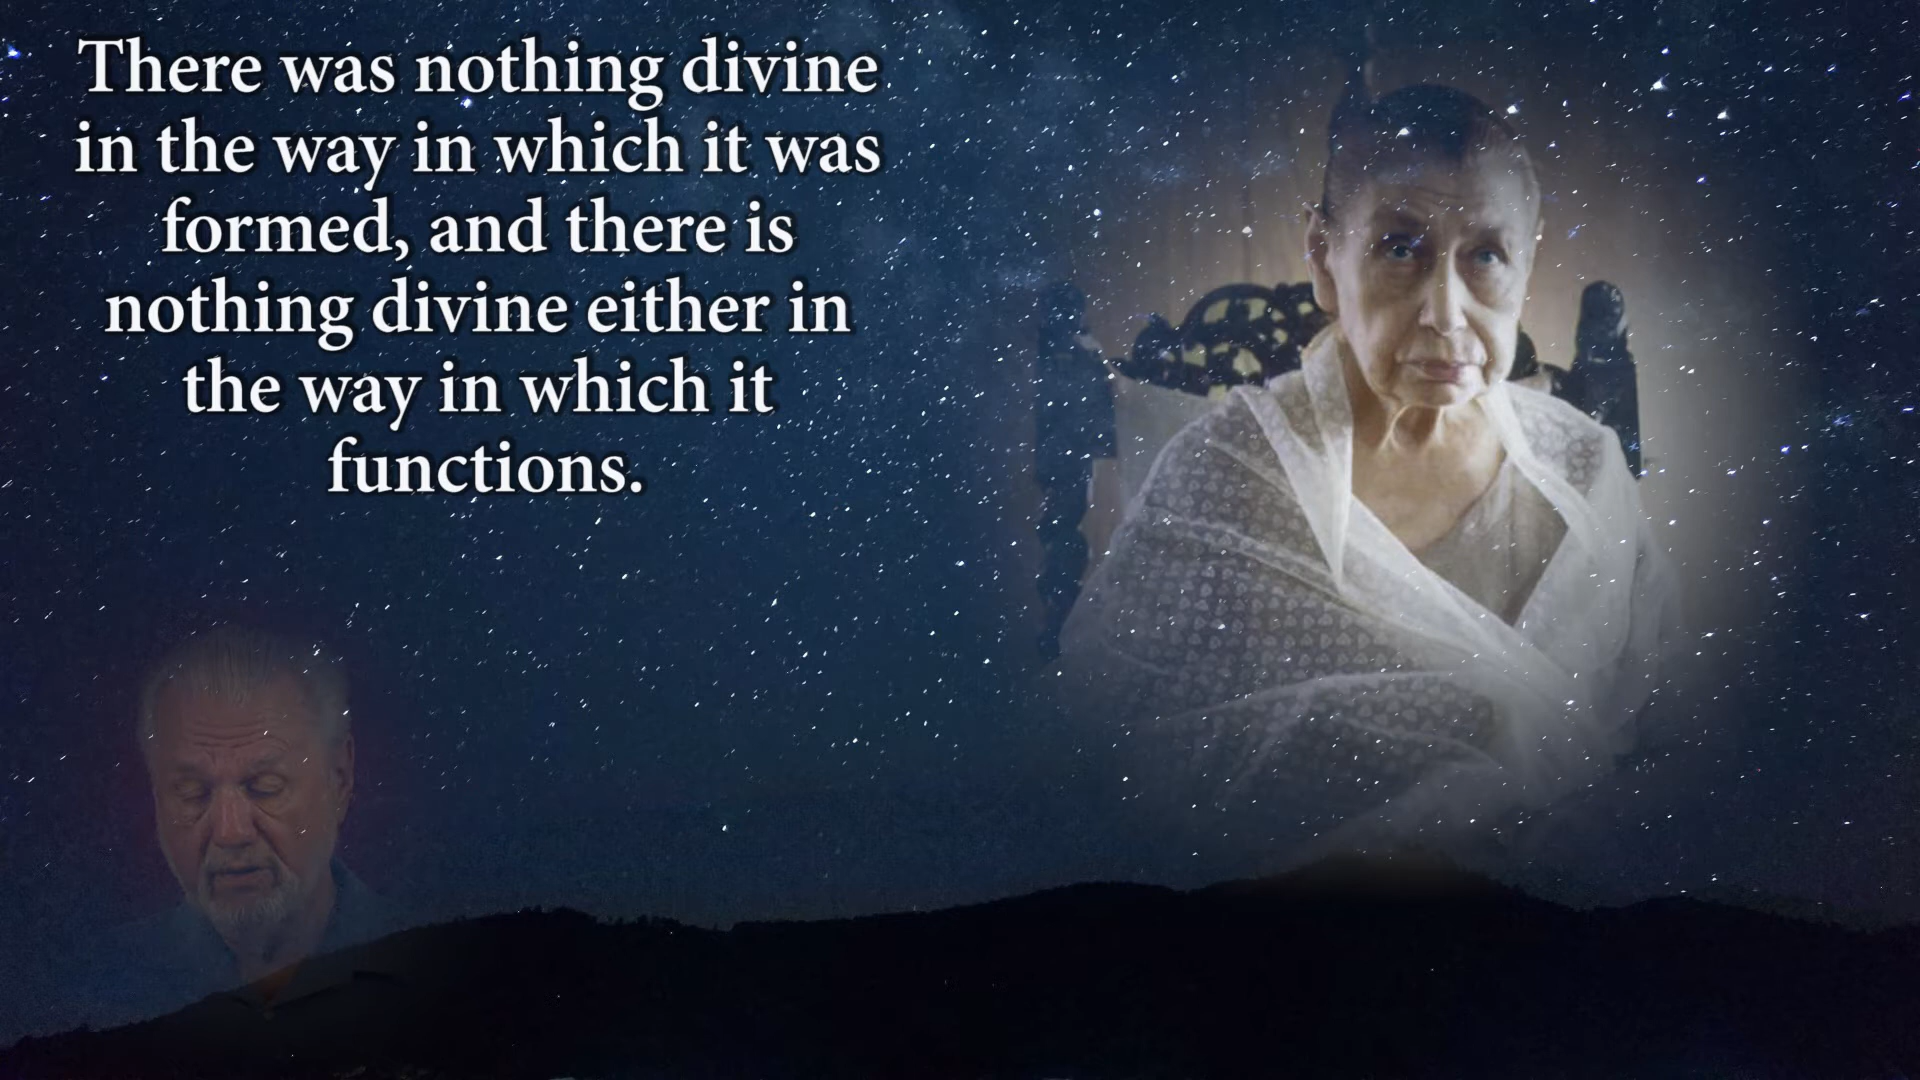 There was nothing divine
in the way in which it was
formed, and there is
nothing divine either in
the way in which it
functions.